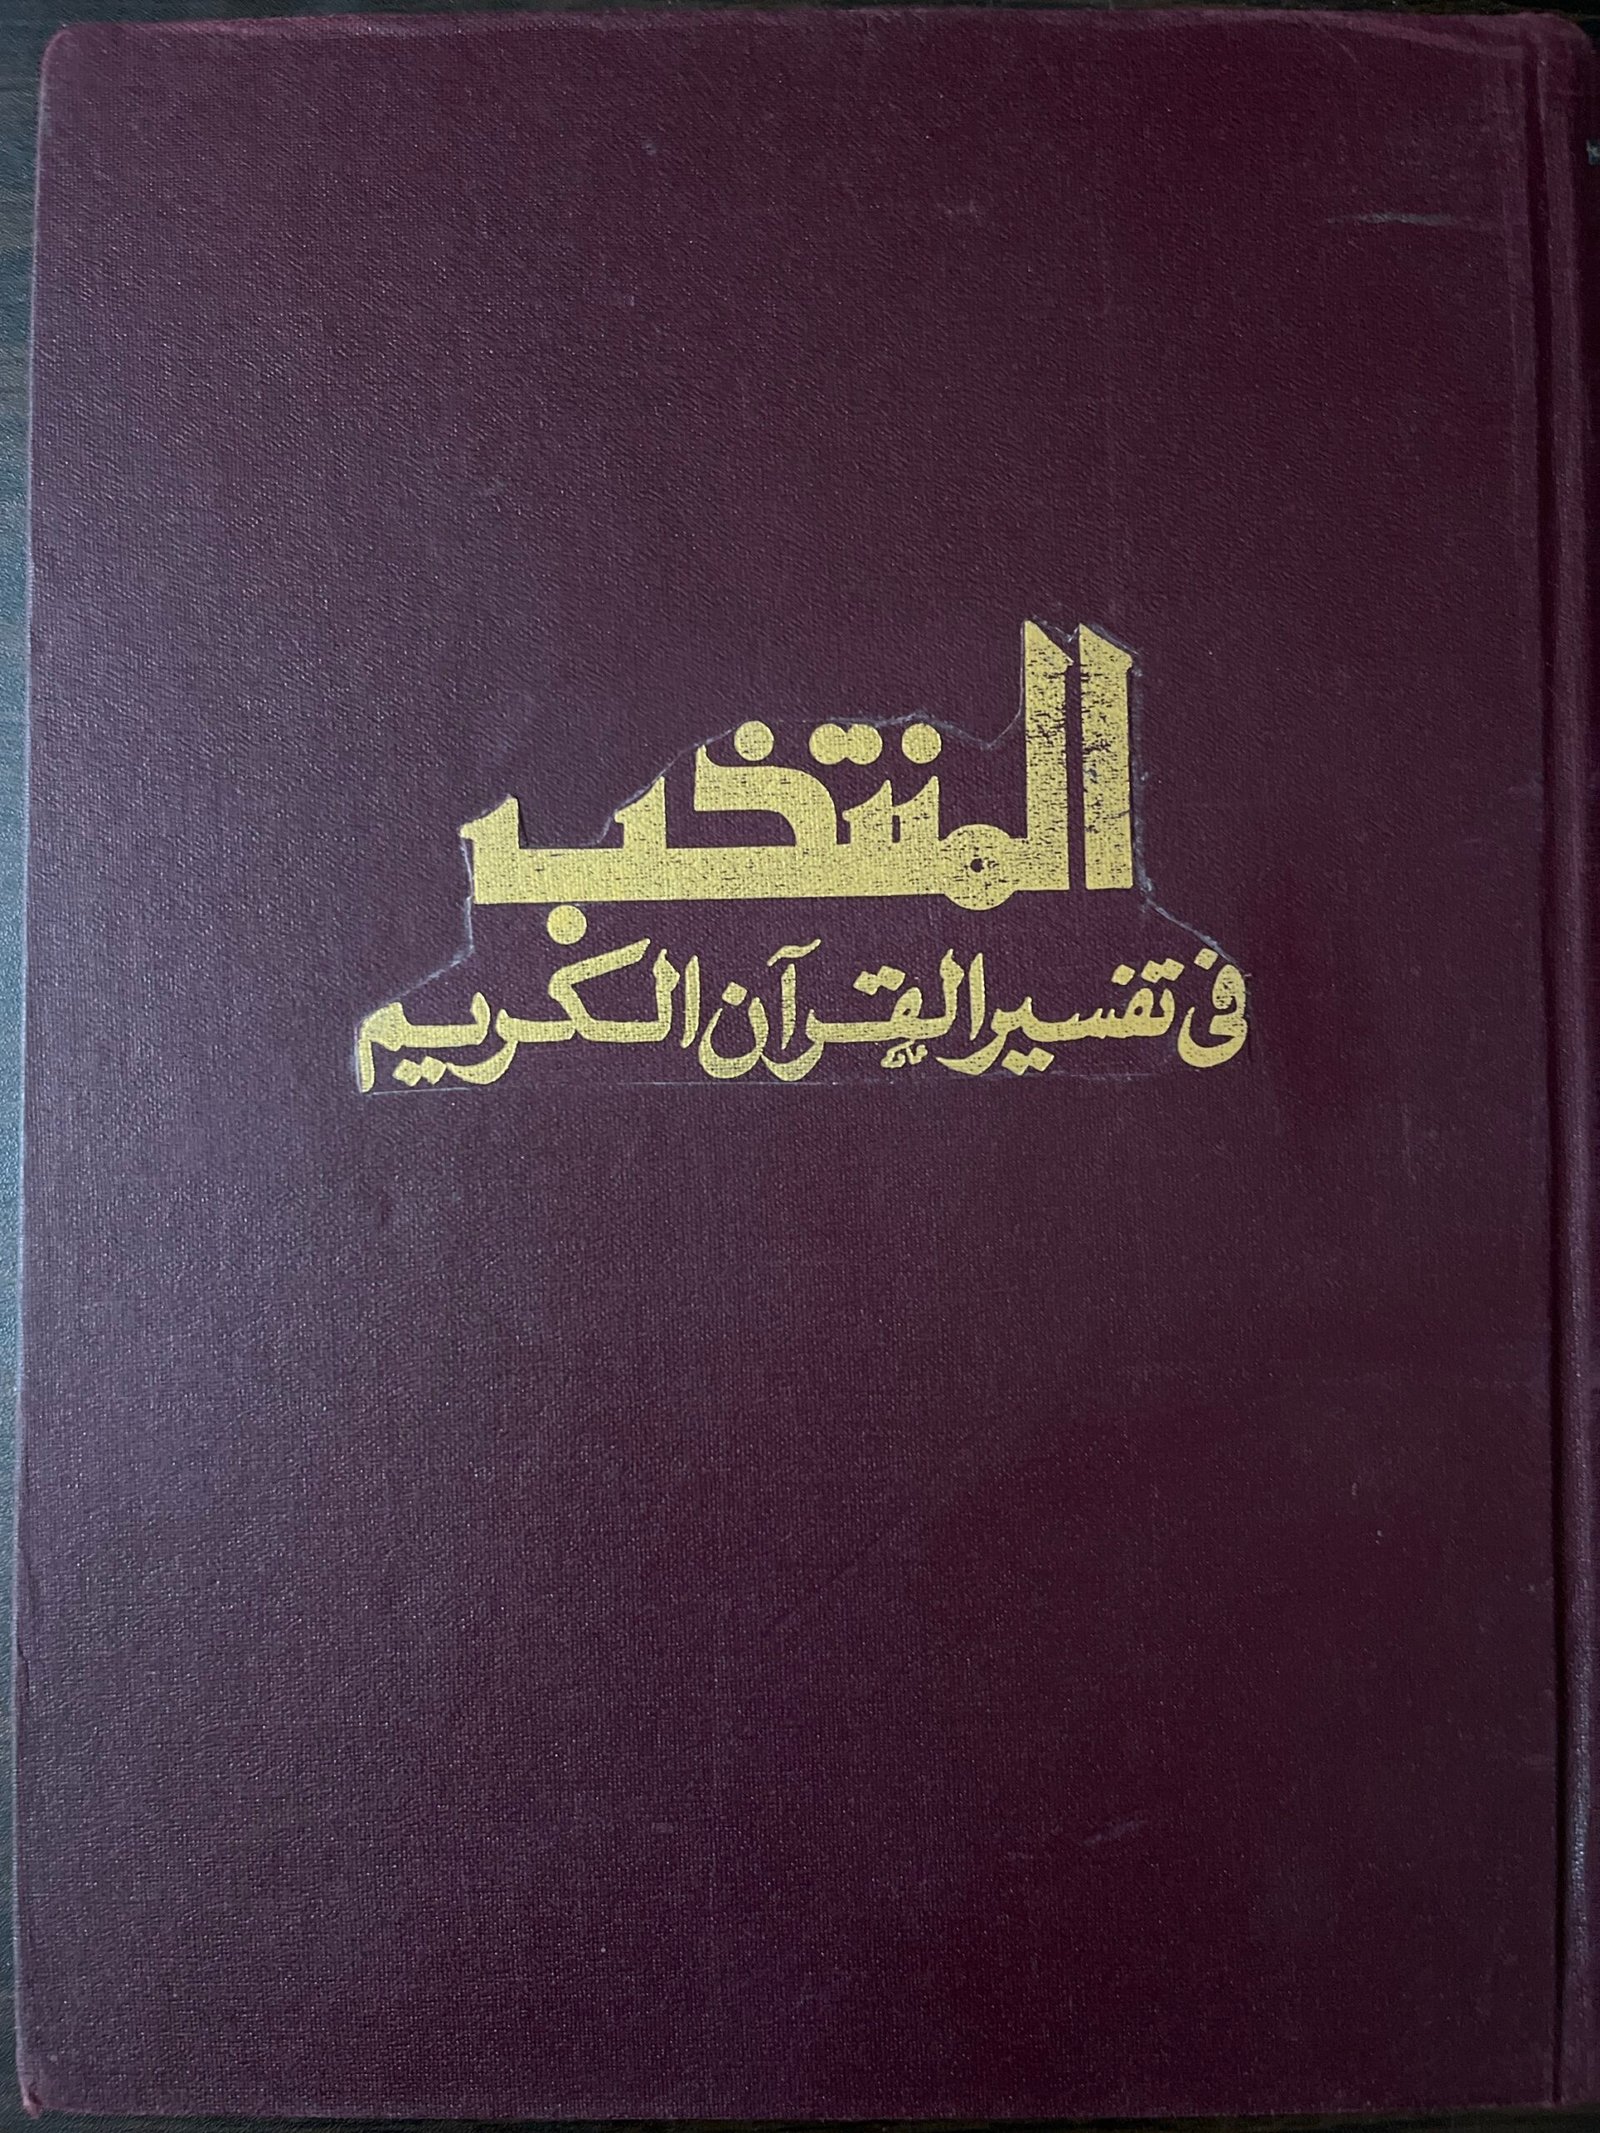 المنتخب
فى تفسير القرآن الكريم